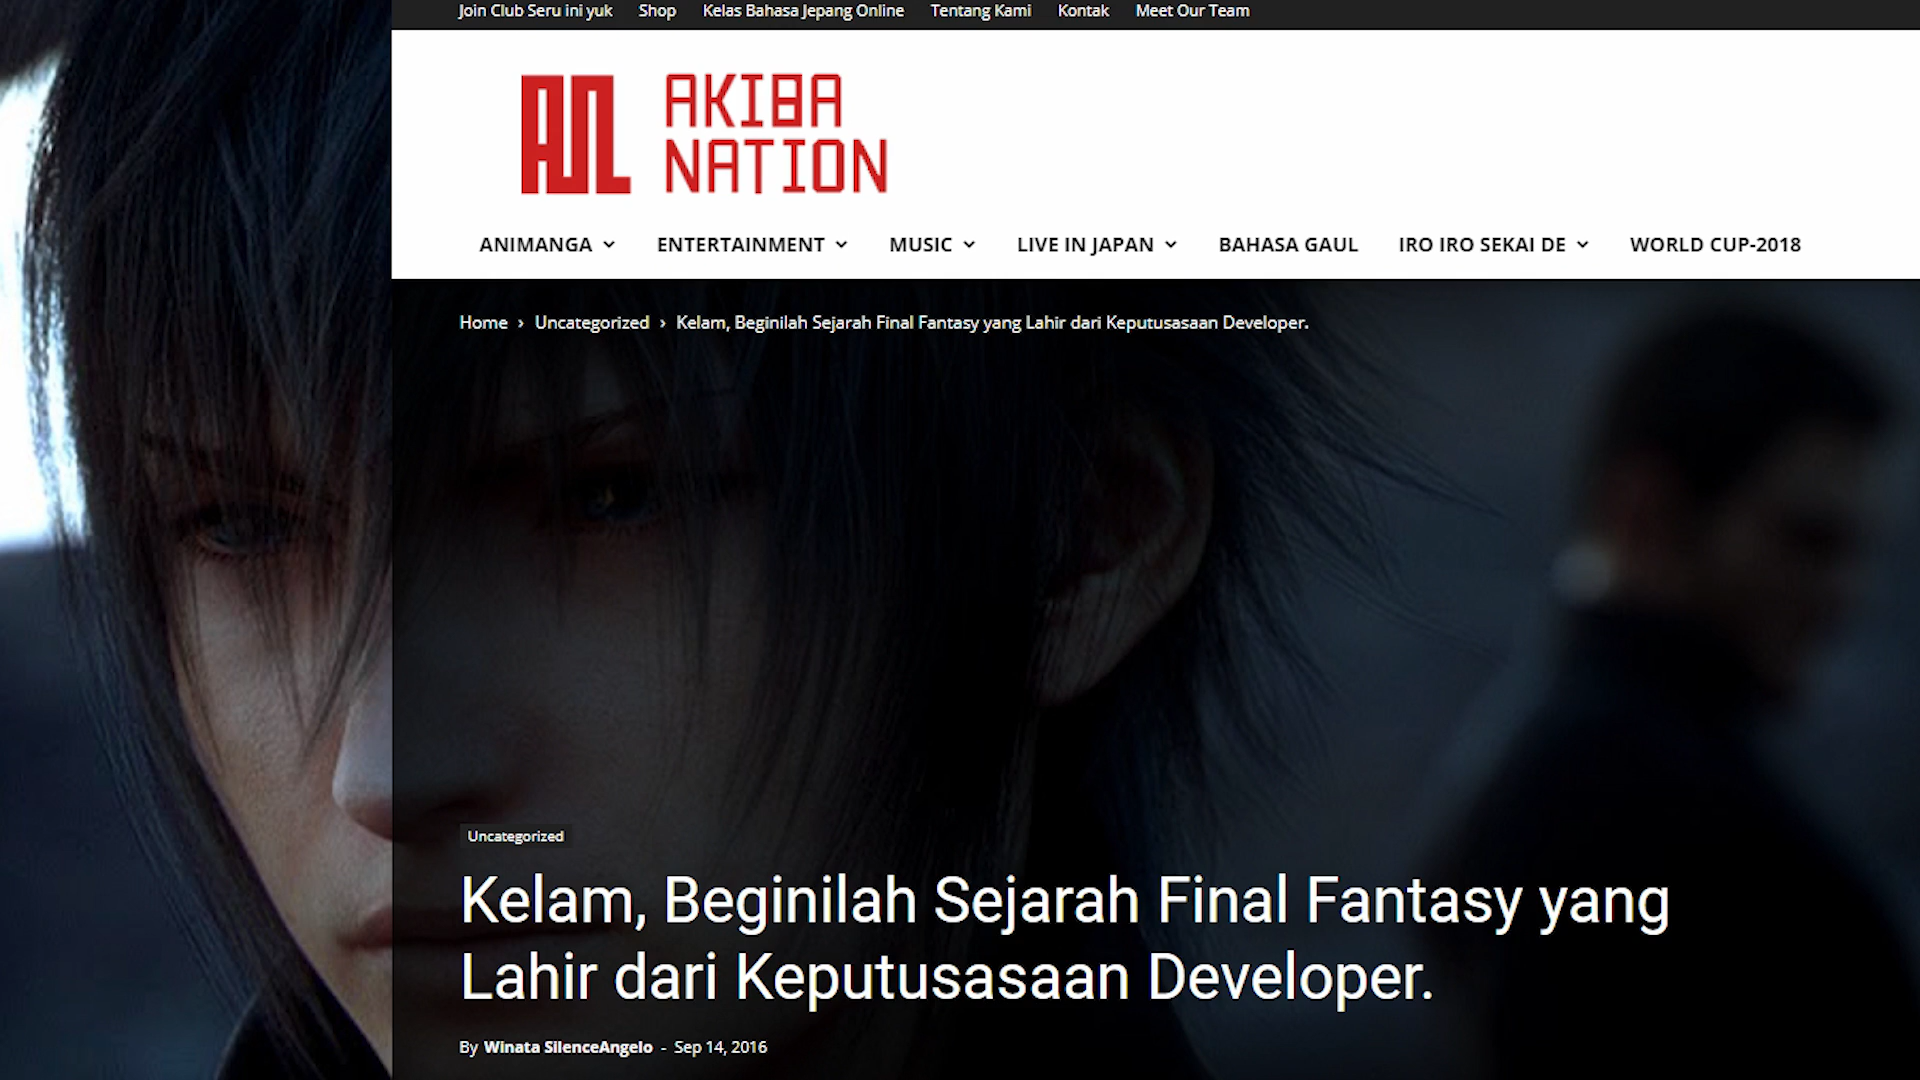 Join Club Seru ini yuk Shop Kelas Bahasa Jepang Online Tentang Kami Kontak Meet Our Team
AKIBA
NATION
ANIMANGA ENTERTAINMENT MUSIC LIVE IN JAPAN BAHASA GAUL IRO IRO SEKAI DE WORLD CUP-2018
Home › Uncategorized › Kelam, Beginilah Sejarah Final Fantasy yang Lahir dari Keputusasaan Developer.
Uncategorized
Kelam, Beginilah Sejarah Final Fantasy yang
Lahir dari Keputusasaan Developer.
By Winata SilenceAngelo - Sep 14, 2016